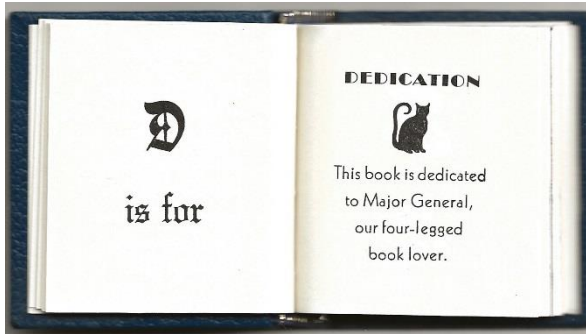 D
is for
DEDICATION
This book is dedicated
to Major General,
our four-legged
book lover.